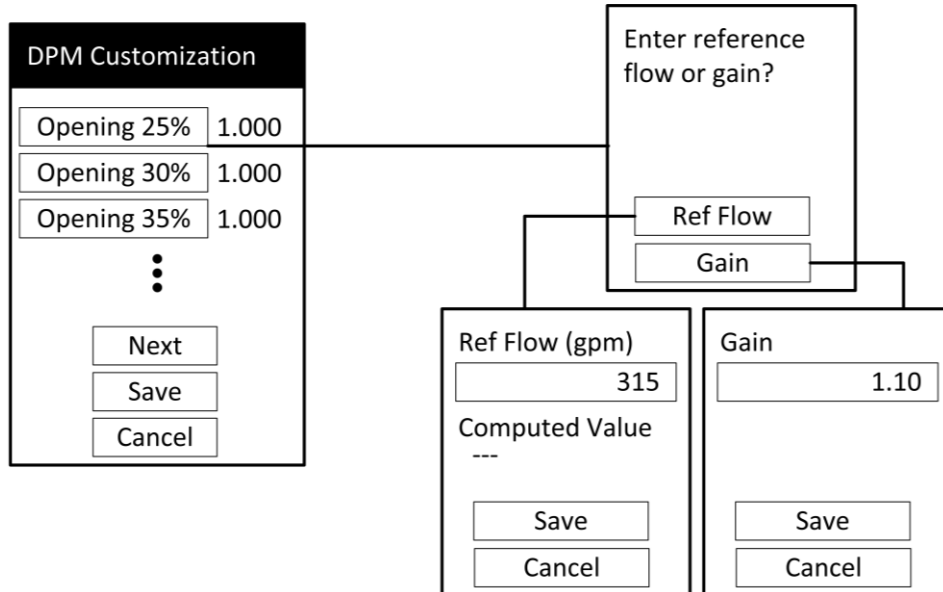 DPM Customization
Opening 25% 1.000
Opening 30% 1.000
Opening 35% 1.000
Next
Save
Cancel
Enter reference
flow or gain?
Ref Flow
Gain
Ref Flow (gpm)
315
Computed Value
---
Save
Cancel
Gain
1.10
Save
Cancel